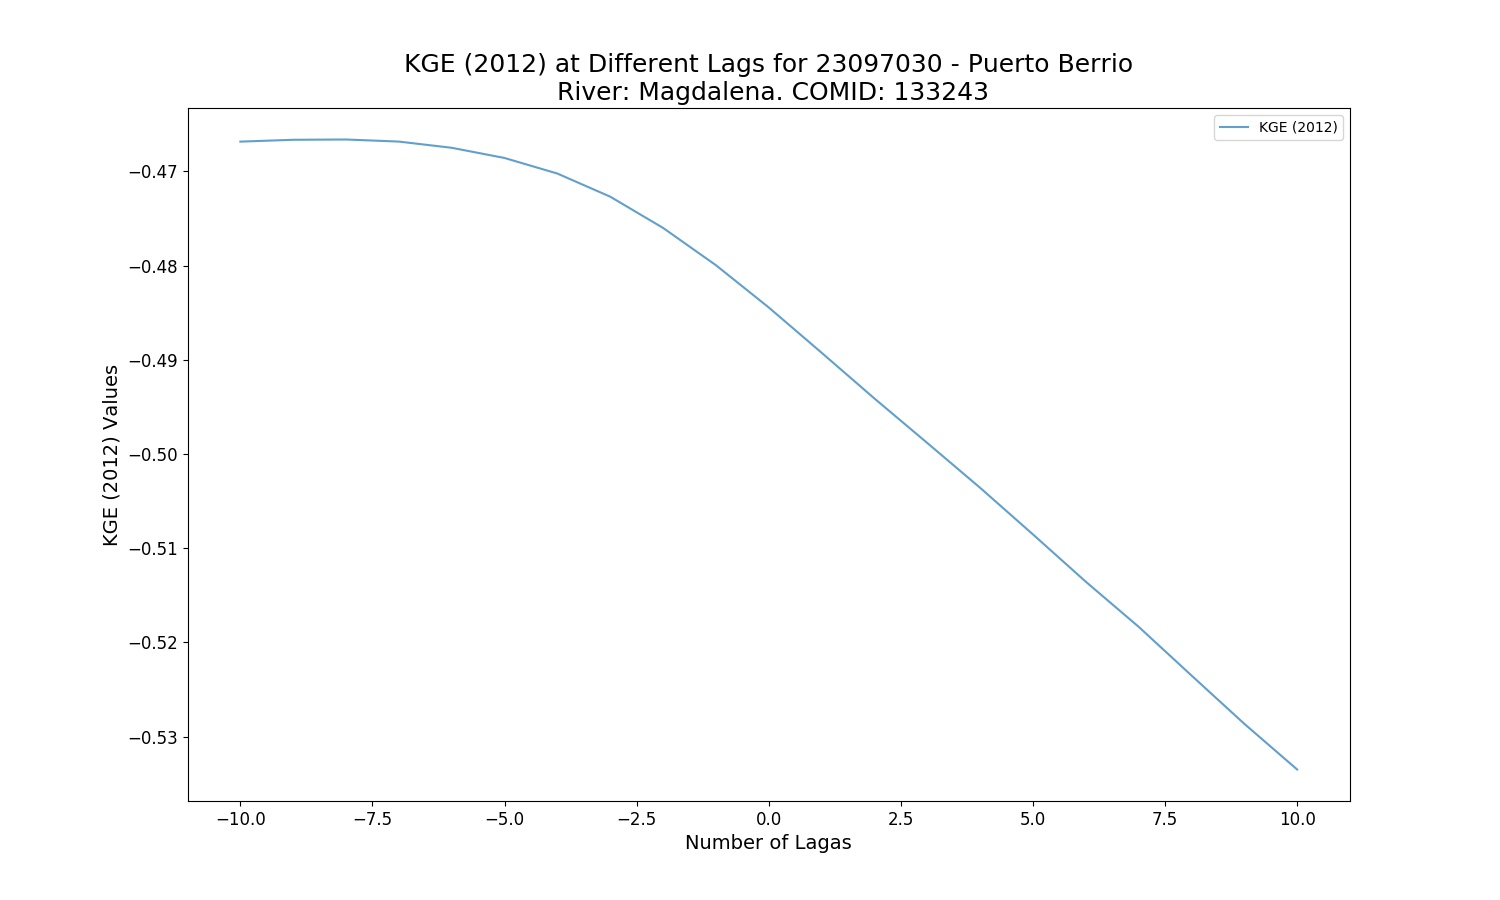 KGE (2012) at Different Lags for 23097030 - Puerto Berrio
River: Magdalena. COMID: 133243
KGE (2012)
−0.47
−0.48
−0.49
−0.50
−0.51
−0.52
−0.53
KGE (2012) Values
−10.0 −7.5 −5.0 −2.5 0.0 2.5 5.0 7.5 10.0
Number of Lagas